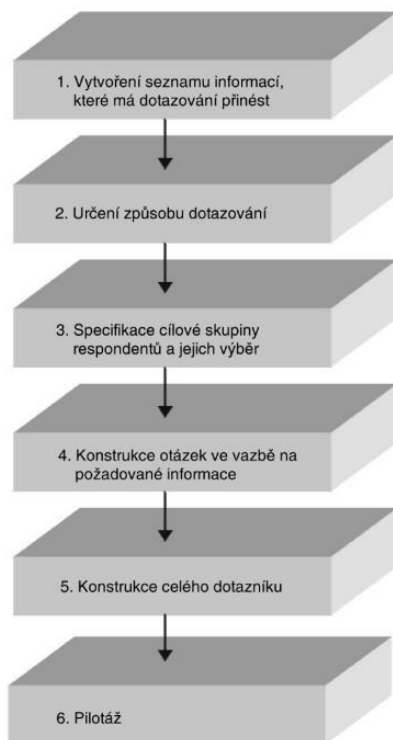 1. Vytvoření seznamu informací,
které má dotazování přinést
2. Určení způsobu dotazování
3. Specifikace cílové skupiny
respondentů a jejich výběr
4. Konstrukce otázek ve vazbě na
požadované informace
5. Konstrukce celého dotazníku
6. Pilotáž